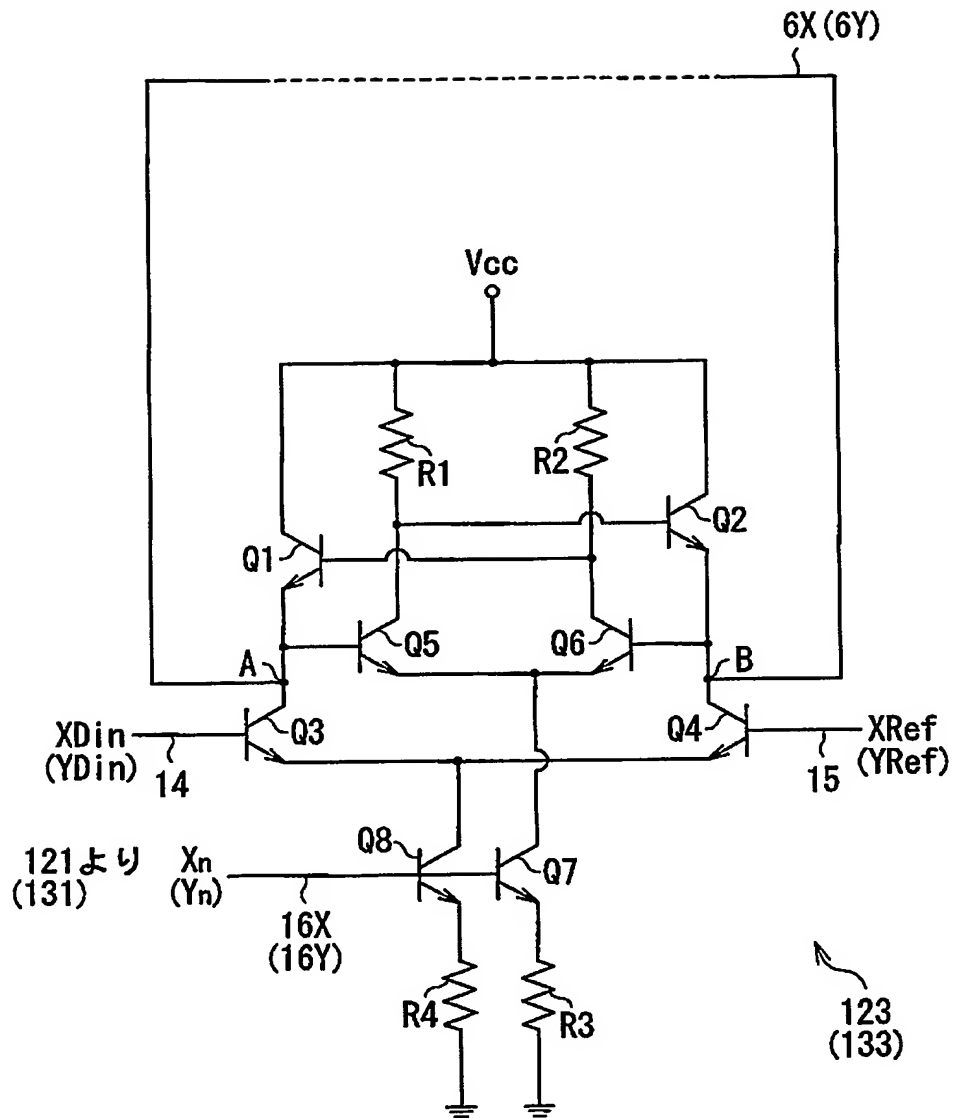 6X(6Y)
Vcc
R1
R2
Q2
Q1
Q5
Q6
A
B
XDin
(YDin)
14
Q3
Q4
XRef
(YRef)
15
Q8
Q7
121より
(131)
Xn
(Yn)
16X
(16Y)
R4
R3
123
(133)